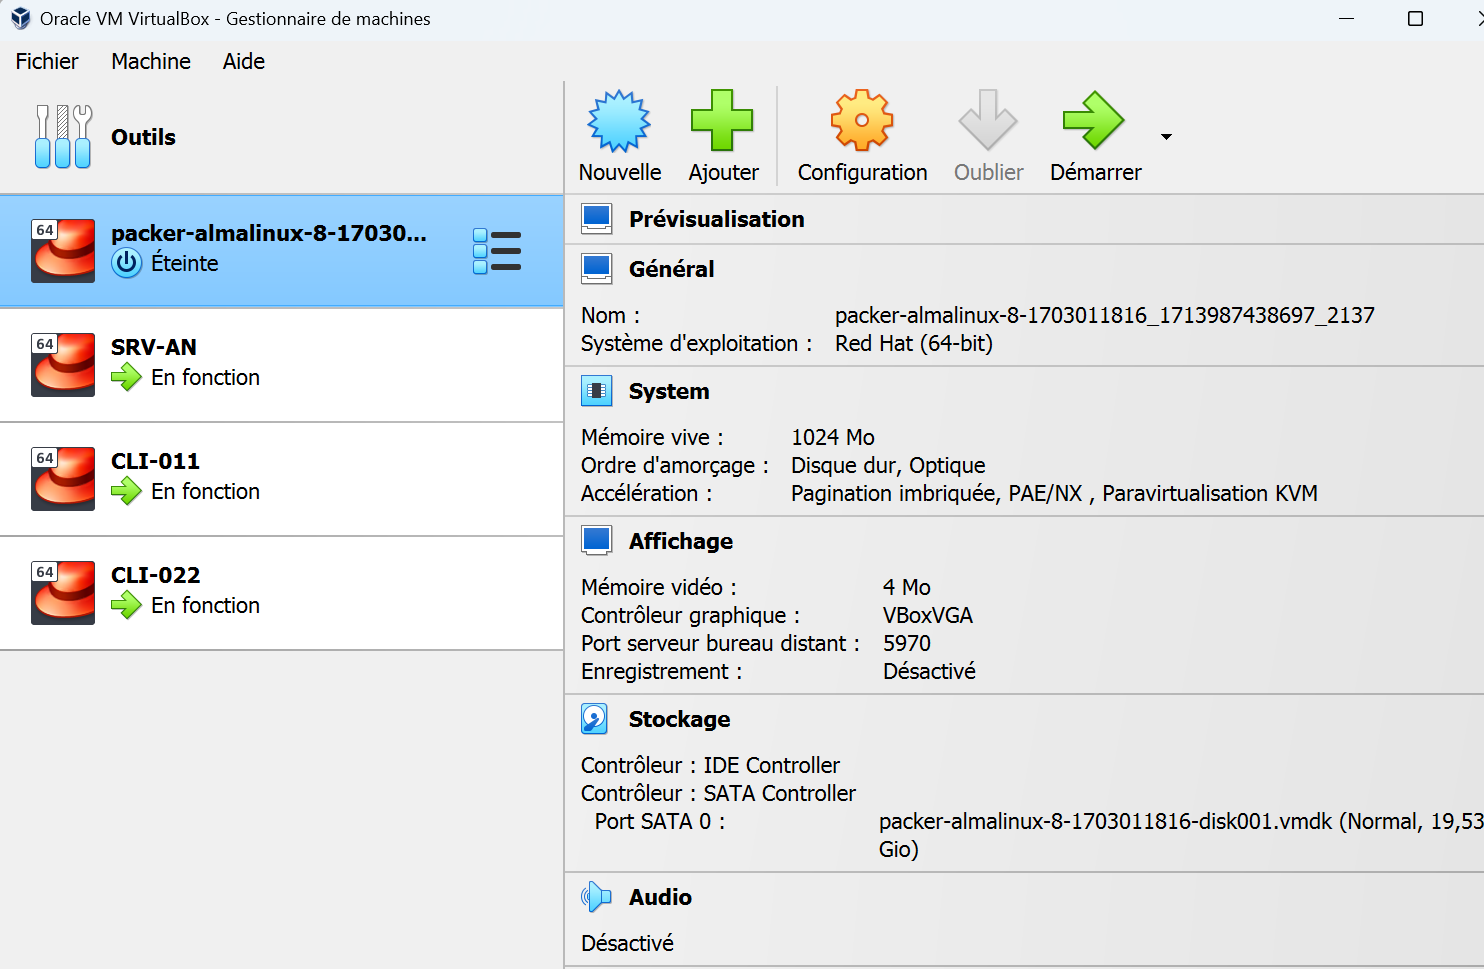 Oracle VM VirtualBox - Gestionnaire de machines
Fichier Machine Aide
Outils
64
packer-almalinux-8-17030...
Éteinte
64
SRV-AN
En fonction
64
CLI-011
En fonction
64
CLI-022
En fonction
Nouvelle Ajouter Configuration Oublier Démarrer
Prévisualisation
Général
Nom : packer-almalinux-8-1703011816_1713987438697_2137
Système d'exploitation : Red Hat (64-bit)
System
Mémoire vive : 1024 Mo
Ordre d'amorçage : Disque dur, Optique
Accélération : Pagination imbriquée, PAE/NX , Paravirtualisation KVM
Affichage
Mémoire vidéo : 4 Mo
Contrôleur graphique : VBoxVGA
Port serveur bureau distant : 5970
Enregistrement : Désactivé
Stockage
Contrôleur : IDE Controller
Contrôleur : SATA Controller
Port SATA 0 : packer-almalinux-8-1703011816-disk001.vmdk (Normal, 19,53
Gio)
Audio
Désactivé